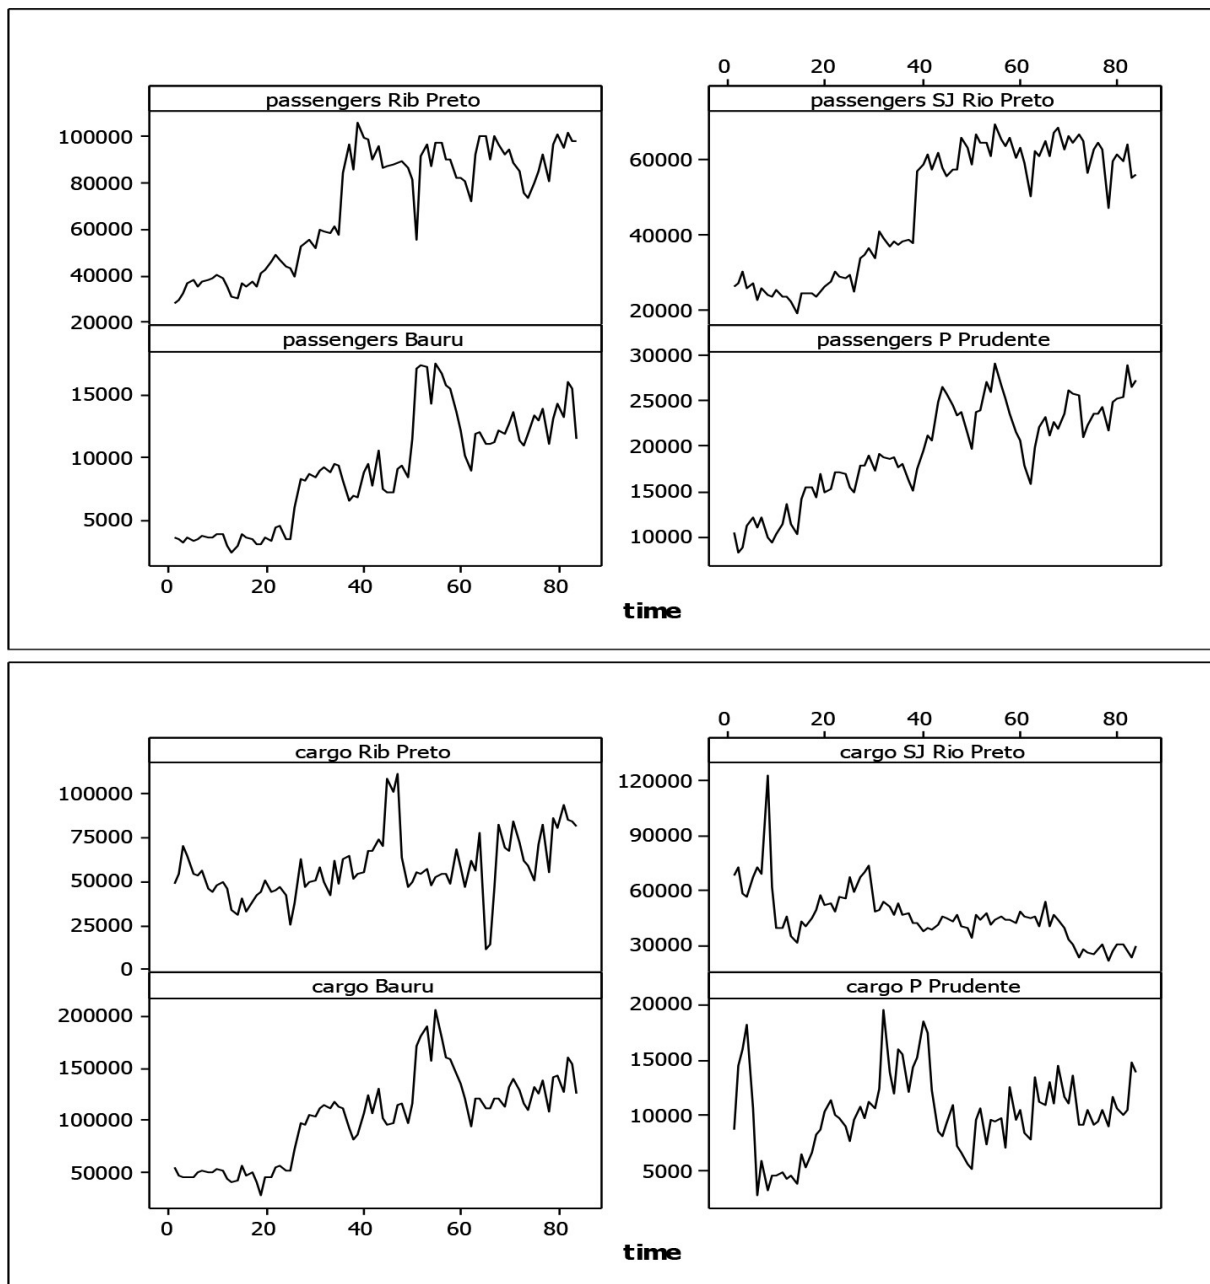 0 20 40 60 80
passengers Rib Preto
passengers SJ Rio Preto
100000
80000
60000
40000
20000
60000
40000
20000
passengers Bauru
passengers P Prudente
15000
10000
5000
30000
25000
20000
15000
10000
0 20 40 60 80
time
0 20 40 60 80
cargo Rib Preto
cargo SJ Rio Preto
100000
75000
50000
25000
0
120000
90000
60000
30000
cargo Bauru
cargo P Prudente
200000
150000
100000
50000
20000
15000
10000
5000
0 20 40 60 80
time